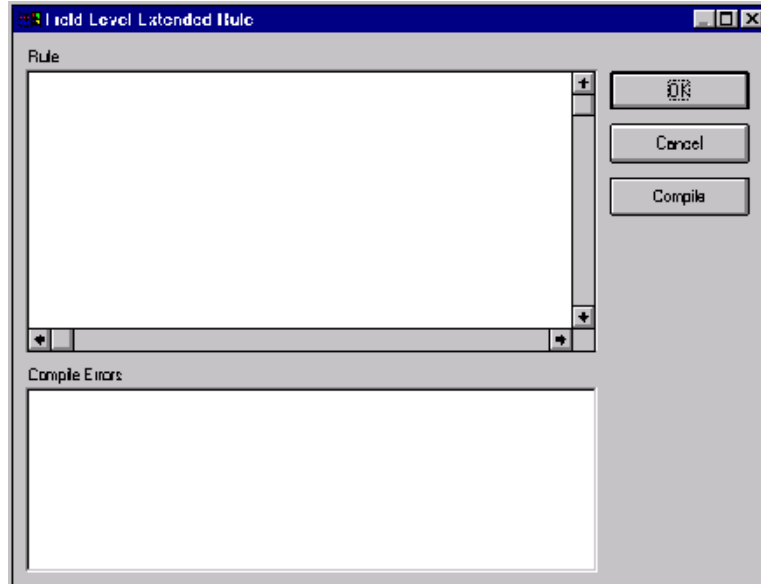 Field Level Extended Rule
Rule
OK
Cancel
Compile
Compile Errors